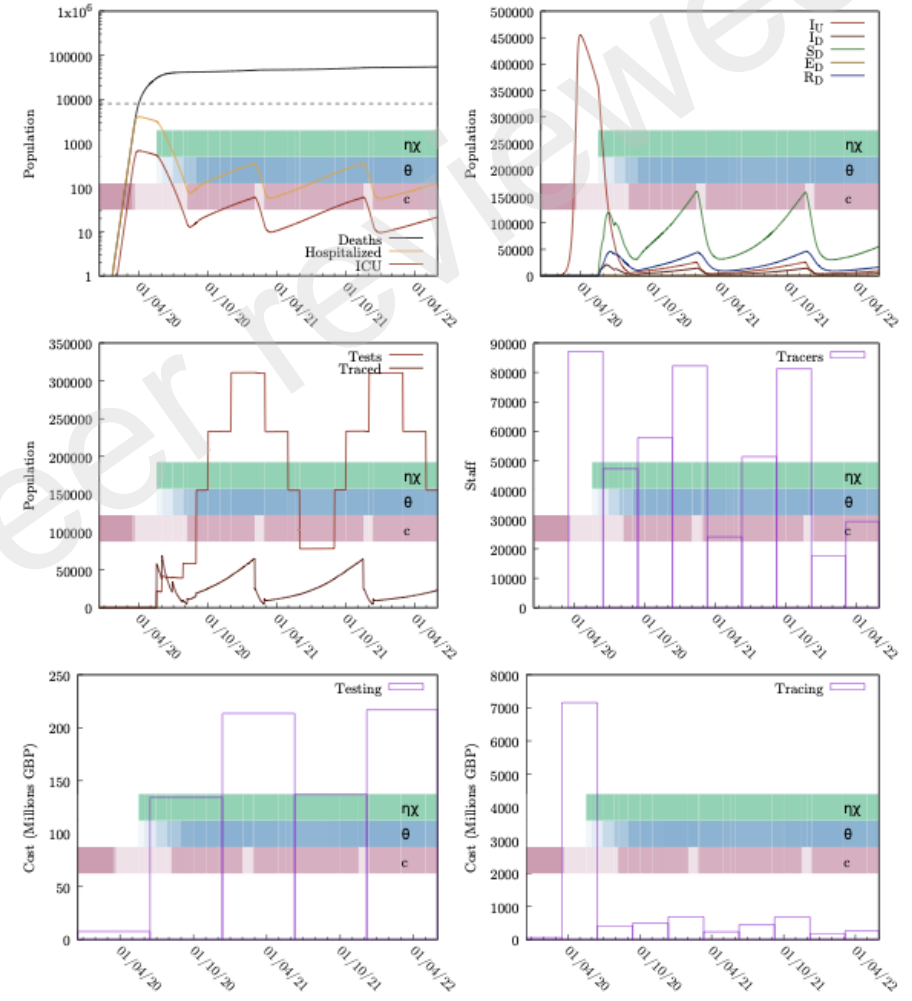 1x10⁶
100000
10000
1000
100
10
1
Population
ηχ
θ
c
Deaths
Hospitalized
ICU
01/04/20
01/10/20
01/04/21
01/10/21
01/04/22
500000
450000
400000
350000
300000
250000
200000
150000
100000
50000
0
Population
I_U
I_D
S_D
E_D
R_D
ηχ
θ
c
01/04/20
01/10/20
01/04/21
01/10/21
01/04/22
350000
300000
250000
200000
150000
100000
50000
0
Population
Tests
Traced
ηχ
θ
c
01/04/20
01/10/20
01/04/21
01/10/21
01/04/22
90000
80000
70000
60000
50000
40000
30000
20000
10000
0
Staff
Tracers
ηχ
θ
c
01/04/20
01/10/20
01/04/21
01/10/21
01/04/22
250
200
150
100
50
0
Cost (Millions GBP)
Testing
ηχ
θ
c
01/04/20
01/10/20
01/04/21
01/10/21
01/04/22
8000
7000
6000
5000
4000
3000
2000
1000
0
Cost (Millions GBP)
Tracing
ηχ
θ
c
01/04/20
01/10/20
01/04/21
01/10/21
01/04/22
eer reviewe